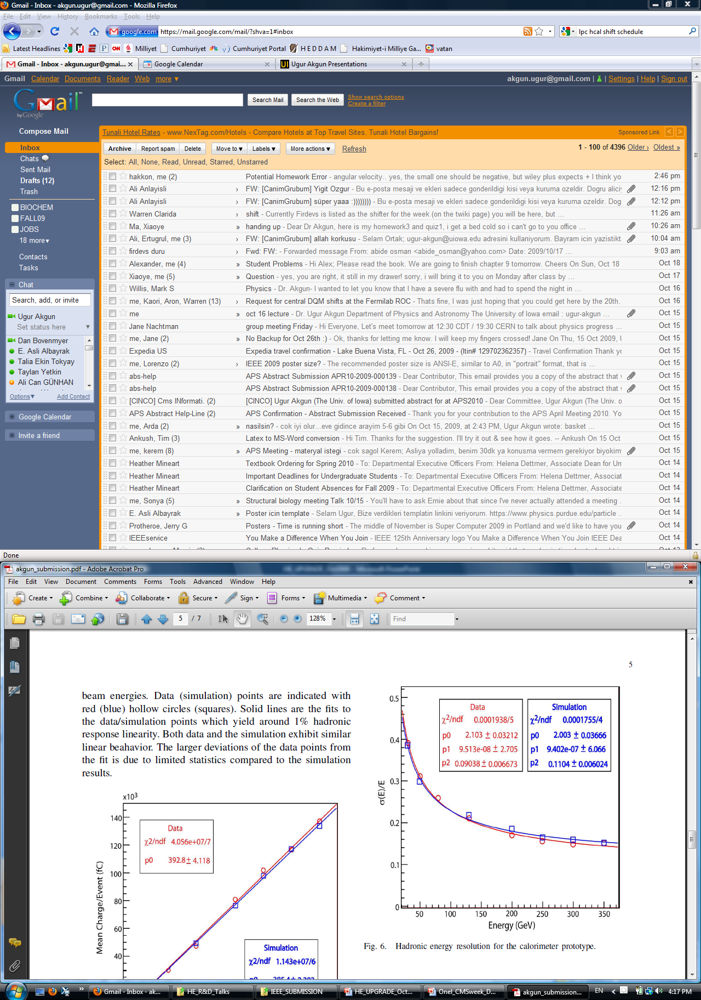 Gmail - Inbox - akgun.ugur@gmail.com - Mozilla Firefox
File Edit View History Bookmarks Tools Help
google.com https://mail.google.com/mail/?shva=1#inbox lpc hcal shift schedule
Latest Headlines Milliyet Cumhuriyet Cumhuriyet Portal H E D D A M Hakimiyet-i Milliye Ga... vatan
Gmail - Inbox - akgun.ugur@gmai... Google Calendar Ugur Akgun Presentations
Gmail Calendar Documents Reader Web more ▼ akgun.ugur@gmail.com | | Settings | Help | Sign out
Gmail™ by Google Search Mail Search the Web Show search options
Create a filter
Compose Mail
Inbox
Chats
Sent Mail
Drafts (12)
Trash
BIOCHEM
FALL09
JOBS
18 more▼
Contacts
Tasks
Chat
Search, add, or invite
Ugur Akgun
Set status here
Dan Bovenmyer
E. Asli Albayrak
Talia Ekin Tokyay
Taylan Yetkin
Ali Can GÜNHAN
Options▼ Add Contact
Google Calendar
Invite a friend
Tunali Hotel Rates - www.NexTag.com/Hotels - Compare Hotels at Top Travel Sites. Tunali Hotel Bargains! Sponsored Link < >
Archive Report spam Delete Move to ▼ Labels ▼ More actions ▼ Refresh 1 - 100 of 4396 Older › Oldest »
Select: All, None, Read, Unread, Starred, Unstarred
hakkon, me (2) Potential Homework Error - angular velocity.. yes, the small one should be negative, but wiley plus expects + I think yo 2:46 pm
Ali Anlayisli › FW: [CanimGrubum] Yigit Ozgur - Bu e-posta mesaji ve ekleri sadece gonderildigi kisi veya kuruma ozeldir. Dogru aliciy 12:16 pm
Ali Anlayisli › FW: [CanimGrubum] süper yaaa :)))))))) - Bu e-posta mesaji ve ekleri sadece gonderildigi kisi veya kuruma ozeldir. Dog 12:12 pm
Warren Clarida › shift - Currently Firdevs is listed as the shifter for the week (on the twiki page) you will be here, but ... 11:26 am
Ma, Xiaoye » handing up - Dear Dr Akgun, here is my homework3 and quiz1, i get a bed cold so i can't go to you office ... 10:26 am
Ali, Ertugrul, me (3) › FW: [CanimGrubum] allah korkusu - Selam Ortak; ugur-akgun@uiowa.edu adresini kullaniyorum. Bayram icin yazistikt 10:04 am
firdevs duru › Fwd: FW: - Forwarded message From: abide osman <abide_osman@yahoo.com> Date: 2009/10/17 ... 9:03 am
Alexander, me (4) » Student Problems - Hi Alex; Please read the book. We are going to finish chapter 9 tomorrow. Cheers On Sun, Oct 18 Oct 18
Xiaoye, me (5) » Question - yes, you are right, it still in my drawer! sorry, i will bring it to you on Monday after class by ... Oct 17
Willis, Mark S Physics - Dr. Akgun- I wanted to let you know that I have a severe flu with and had to spend the night in ... Oct 16
me, Kaori, Aron, Warren (13) › Request for central DQM shifts at the Fermilab ROC - Thats fine, I was just hoping that you could get here by the 20th. Oct 16
me » oct 16 lecture - Dr. Ugur Akgun Department of Physics and Astronomy The University of Iowa email : ugur-akgun ... Oct 15
Jane Nachtman group meeting Friday - Hi Everyone, Let's meet tomorrow at 12:30 CDT / 19:30 CERN to talk about physics progress ... Oct 15
me, Jane (2) » No Backup for Oct 26th :) - Ok, thanks for letting me know. I will keep my fingers crossed! Jane On Thu, 15 Oct 2009, Oct 15
Expedia US Expedia travel confirmation - Lake Buena Vista, FL - Oct 26, 2009 - (Itin# 129702362357) - Travel Confirmation Thank yo Oct 15
me, Lorenzo (2) › IEEE 2009 poster size? - The recommended poster size is ANSI-E, similar to A0, in "portrait" format, that is ... Oct 15
abs-help APS Abstract Submission APR10-2009-000139 - Dear Contributor, This email provides you a copy of the abstract that Oct 15
abs-help APS Abstract Submission APR10-2009-000138 - Dear Contributor, This email provides you a copy of the abstract that Oct 15
[CINCO] Cms INformati. (2) [CINCO] Ugur Akgun (The Univ. of Iowa) submitted abstract for at APS2010 - Dear Committee, Ugur Akgun (The Univ. o Oct 15
APS Abstract Help-Line (2) APS Confirmation - Abstract Submission Received - Thank you for your contribution to the APS April Meeting 2010. Yo Oct 15
me, Arda (2) » nasilsin? - cok iyi olur...eve gidince arayim 5-6 gibi On Oct 15, 2009, at 2:43 PM, Ugur Akgun wrote: basket ... Oct 15
Ankush, Tim (3) Latex to MS-Word conversion - Hi Tim. Thanks for the suggestion. I'll try it out & see how it goes. -- Ankush On 15 Oct Oct 15
me, kerem (8) » APS Meeting - materyal istegi - cok sagol Kerem; Asliya yolladim, benim 30dk ya konusma vermem gerekiyor biyokim Oct 15
Heather Mineart Textbook Ordering for Spring 2010 - To: Departmental Executive Officers From: Helena Dettmer, Associate Dean for Un Oct 14
Heather Mineart Important Deadlines for Undergraduate Students - To: Departmental Executive Officers From: Helena Dettmer, Associat Oct 14
Heather Mineart Clarification on Student Absences for Fall 2009 - To: Departmental Executive Officers From: Helena Dettmer, Associate Oct 14
me, Sonya (5) » Structural biology meeting Talk 10/15 - You'll have to ask Ernie about that since I've never actually attended a meeting . Oct 14
E. Asli Albayrak » Poster icin template - Selam Ugur, Bize verdikleri templatin linkini veriyorum. https://www.physics.purdue.edu/particle .. Oct 14
Protheroe, Jerry G Posters - Time is running short - The middle of November is Super Computer 2009 in Portland and we'd like to have you Oct 14
IEEEservice You Make a Difference When You Join - IEEE 125th Anniversary logo You Make a Difference When You Join IEEE Dea Oct 14
Done
akgun_submission.pdf - Adobe Acrobat Pro
File Edit View Document Comments Forms Tools Advanced Window Help
Create Combine Collaborate Secure Sign Forms Multimedia Comment
5 / 7 128% Find
5
beam energies. Data (simulation) points are indicated with
red (blue) hollow circles (squares). Solid lines are the fits to
the data/simulation points which yield around 1% hadronic
response linearity. Both data and the simulation exhibit similar
linear beahavior. The larger deviations of the data points from
the fit is due to limited statistics compared to the simulation
results.
x10³
140
120
100
80
60
40
Mean Charge/Event (fC)
Data
χ2/ndf 4.056e+07/7
p0 392.8± 4.118
Simulation
χ2/ndf 1.143e+07/6
0.5
0.4
0.3
0.2
0.1
0
σ(E)/E
Data
χ2/ndf 0.0001938/5
p0 2.103 ± 0.03212
p1 9.513e-08 ± 2.705
p2 0.09038 ± 0.006673
Simulation
χ2/ndf 0.0001755/4
p0 2.003 ± 0.03666
p1 9.402e-07 ± 6.066
p2 0.1104 ± 0.006024
50 100 150 200 250 300 350
Energy (GeV)
Fig. 6. Hadronic energy resolution for the calorimeter prototype.
Gmail - Inbox - ak... HE_R&D_Talks IEEE_SUBMISSION HE_UPGRADE_Oct... Onel_CMSweek_D... akgun_submission... EN 4:17 PM